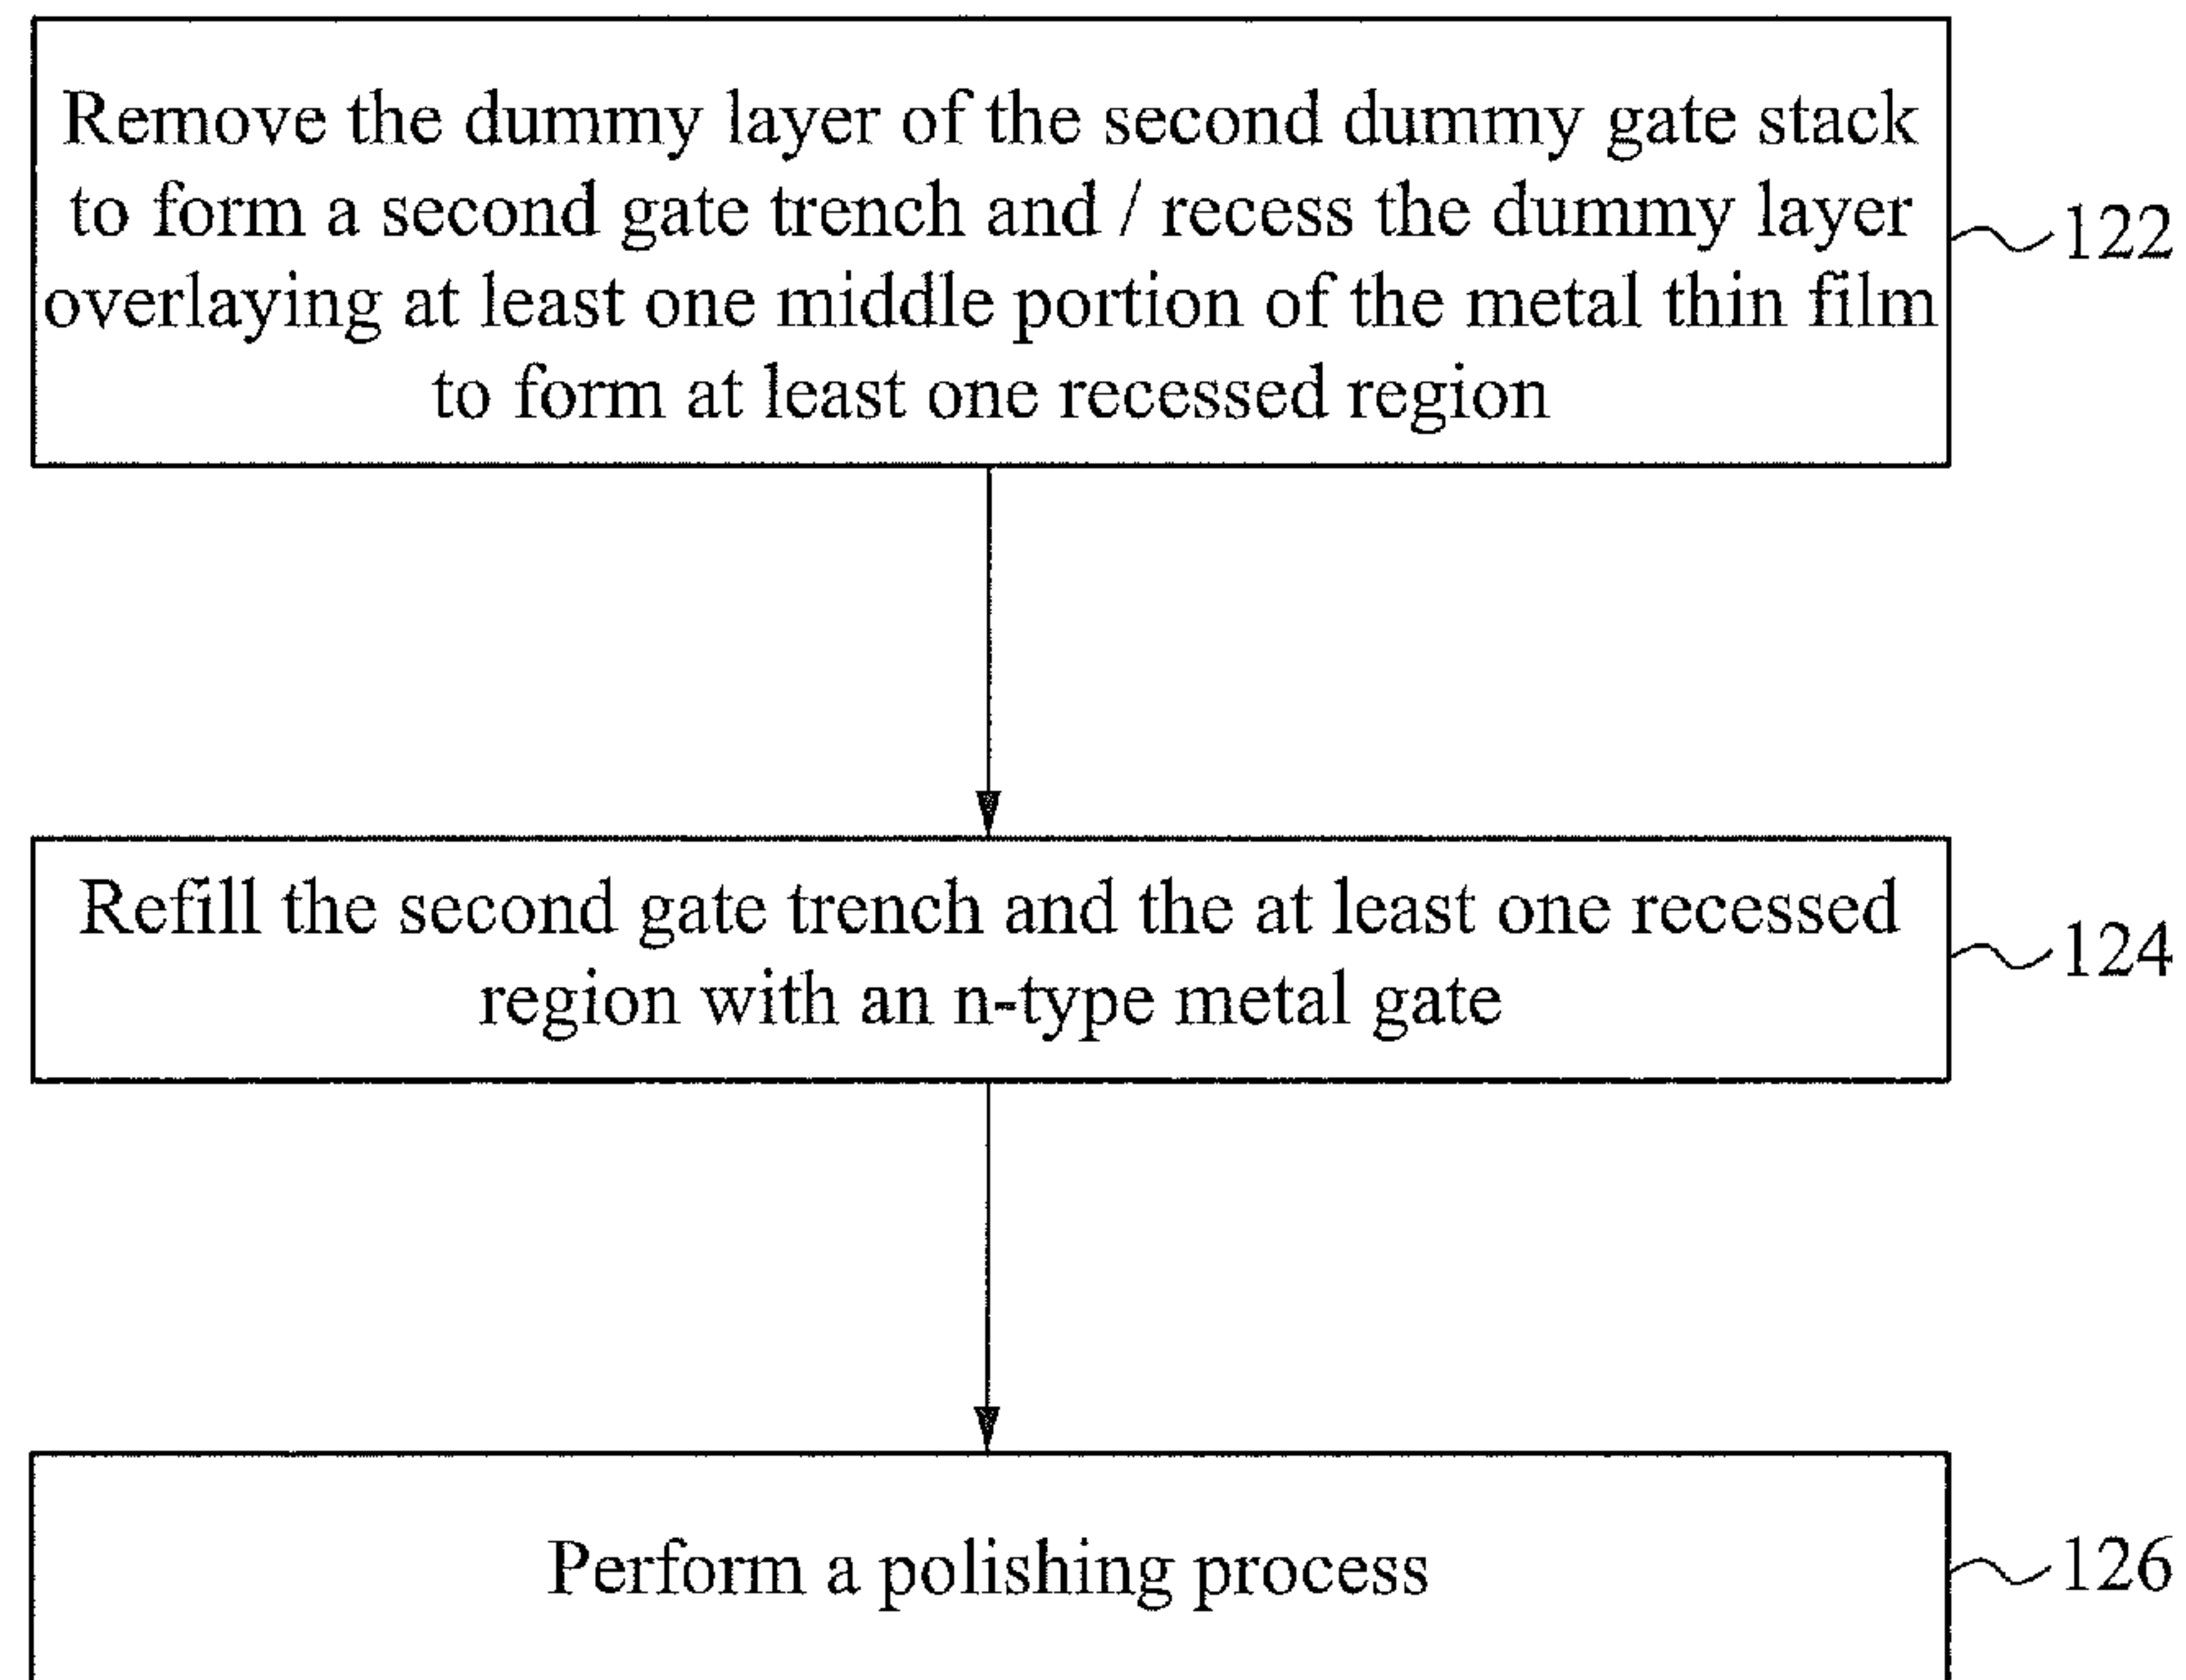 Remove the dummy layer of the second dummy gate stack
to form a second gate trench and / recess the dummy layer
overlaying at least one middle portion of the metal thin film
to form at least one recessed region
122
Refill the second gate trench and the at least one recessed
region with an n-type metal gate
124
Perform a polishing process
126